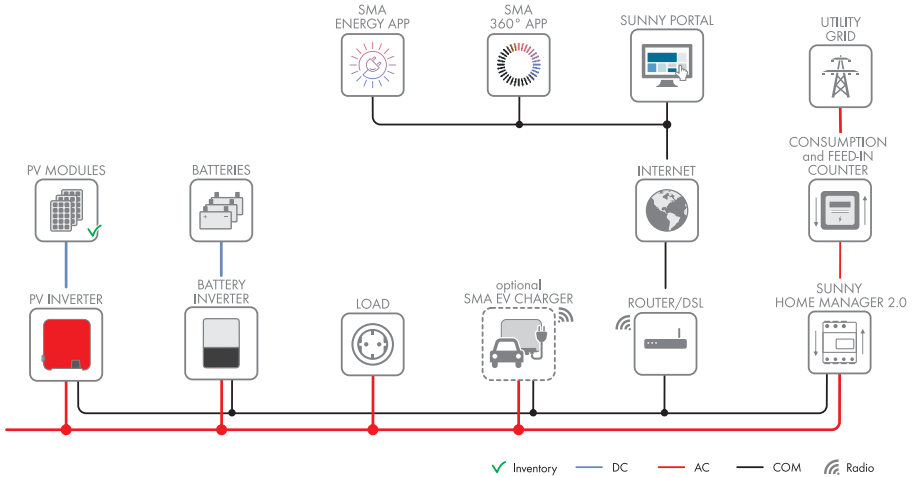 SMA
ENERGY APP
SMA
360° APP
SUNNY PORTAL
UTILITY
GRID
CONSUMPTION
and FEED-IN
COUNTER
PV MODULES
BATTERIES
INTERNET
PV INVERTER
BATTERY
INVERTER
LOAD
optional
SMA EV CHARGER
ROUTER/DSL
SUNNY
HOME MANAGER 2.0
Inventory
DC
AC
COM
Radio